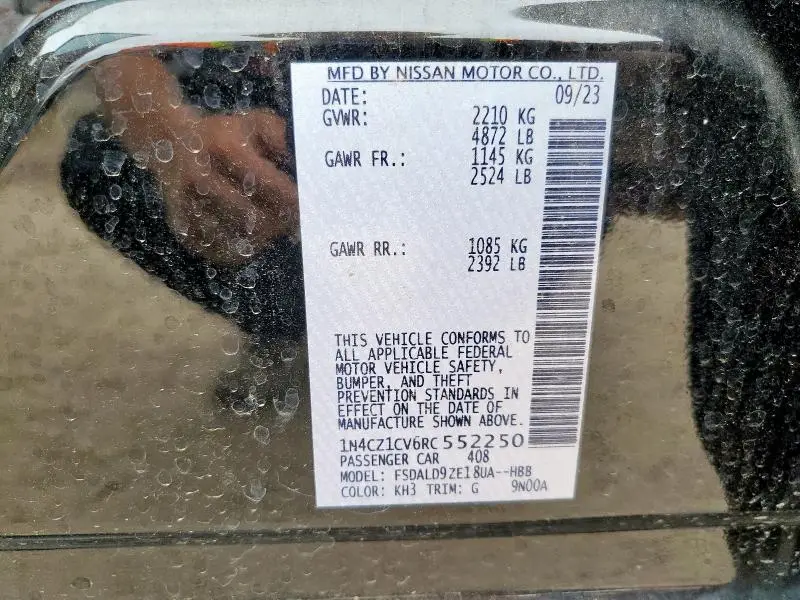 MFD BY NISSAN MOTOR CO., LTD.
DATE: 09/23
GVWR: 2210 KG
4872 LB
GAWR FR.: 1145 KG
2524 LB
GAWR RR.: 1085 KG
2392 LB
THIS VEHICLE CONFORMS TO
ALL APPLICABLE FEDERAL
MOTOR VEHICLE SAFETY,
BUMPER, AND THEFT
PREVENTION STANDARDS IN
EFFECT ON THE DATE OF
MANUFACTURE SHOWN ABOVE.
1N4CZ1CV6RC552250
PASSENGER CAR 408
MODEL: FSDALD9ZE18UA--HBB
COLOR: KH3 TRIM: G 9N00A